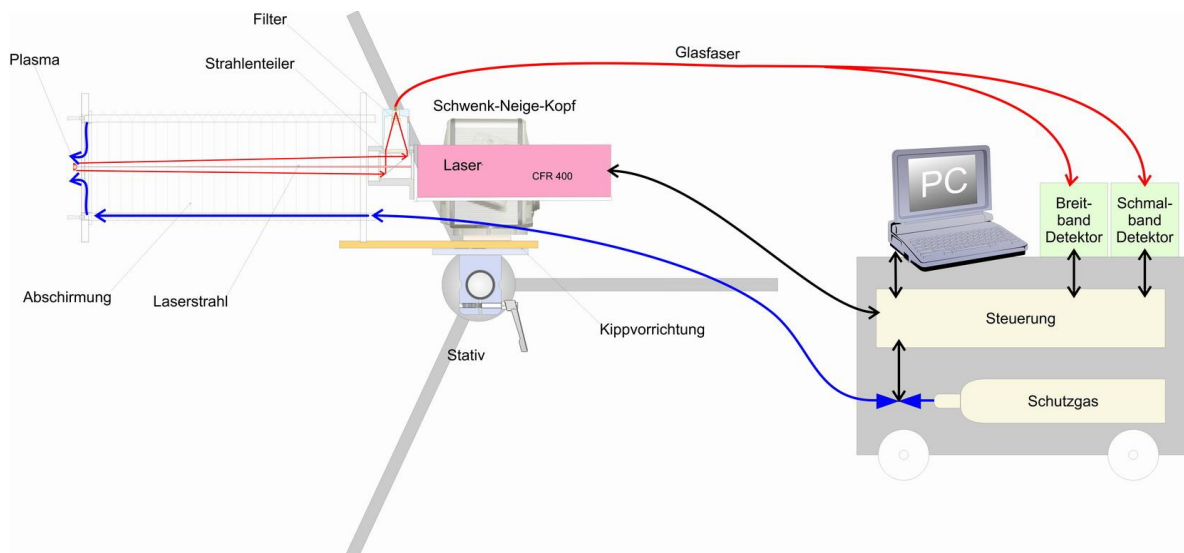 Filter
Glasfaser
Plasma
Strahlenteiler
Schwenk-Neige-Kopf
Laser
CFR 400
PC
Breit-
band
Detektor
Schmal-
band
Detektor
Abschirmung
Laserstrahl
Kippvorrichtung
Steuerung
Stativ
Schutzgas